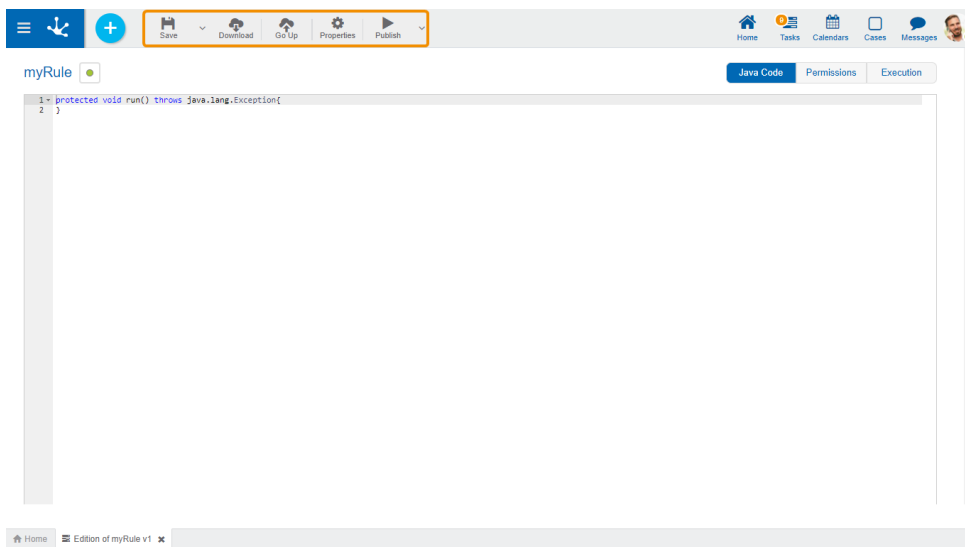 Save Download Go Up Properties Publish
Home Tasks Calendars Cases Messages
myRule
Java Code Permissions Execution
1 protected void run() throws java.lang.Exception{
2 }
Home Edition of myRule v1